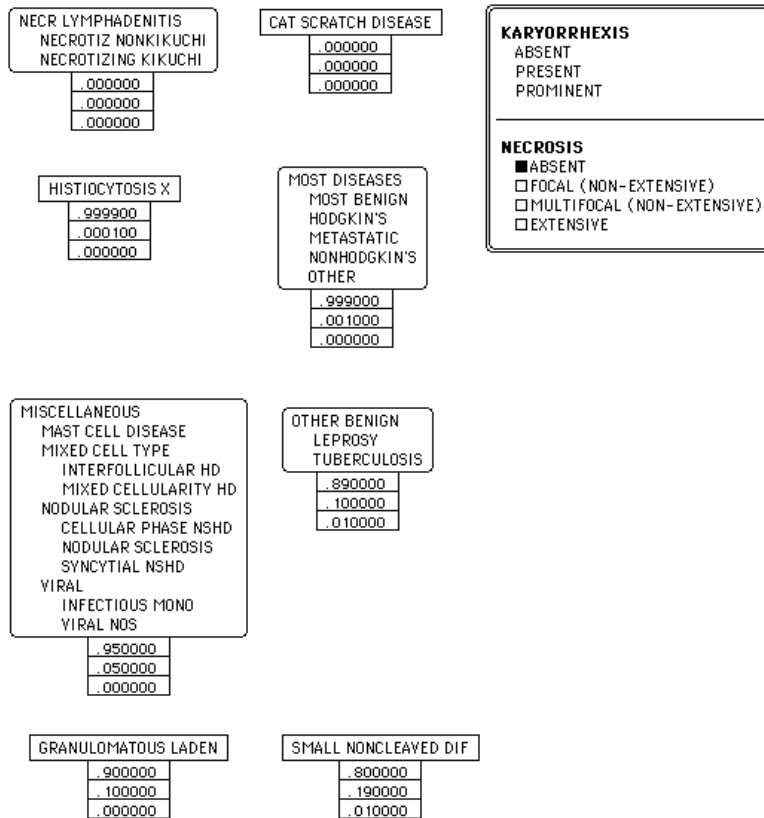 NECR LYMPHADENITIS
NECROTIZ NONKIKUCHI
NECROTIZING KIKUCHI
.000000
.000000
.000000
CAT SCRATCH DISEASE
.000000
.000000
.000000
KARYORRHEXIS
ABSENT
PRESENT
PROMINENT
NECROSIS
ABSENT
FOCAL (NON-EXTENSIVE)
MULTIFOCAL (NON-EXTENSIVE)
EXTENSIVE
HISTIOCYTOSIS X
.999900
.000100
.000000
MOST DISEASES
MOST BENIGN
HODGKIN'S
METASTATIC
NONHODGKIN'S
OTHER
.999000
.001000
.000000
MISCELLANEOUS
MAST CELL DISEASE
MIXED CELL TYPE
INTERFOLLICULAR HD
MIXED CELLULARITY HD
NODULAR SCLEROSIS
CELLULAR PHASE NSHD
NODULAR SCLEROSIS
SYNCYTIAL NSHD
VIRAL
INFECTIOUS MONO
VIRAL NOS
.950000
.050000
.000000
OTHER BENIGN
LEPROSY
TUBERCULOSIS
.890000
.100000
.010000
GRANULOMATOUS LADEN
.900000
.100000
.000000
SMALL NONCLEAVED DIF
.800000
.190000
.010000